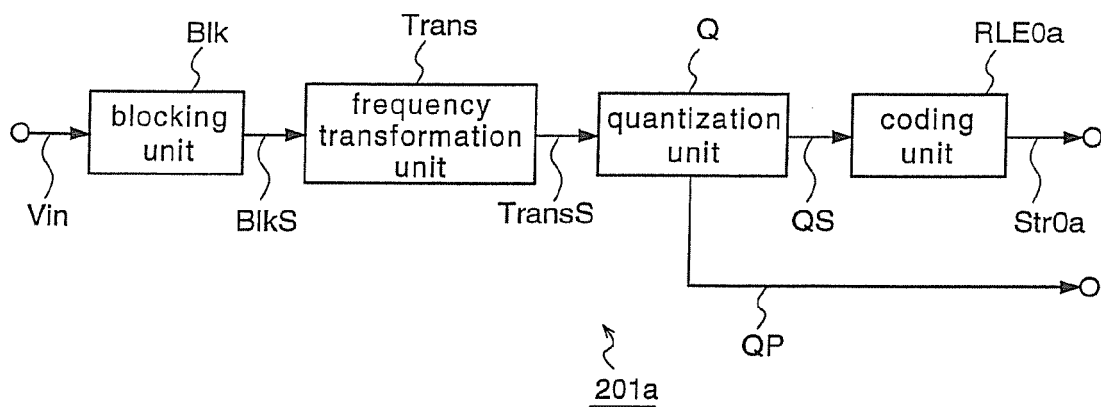 Blk
Trans
Q
RLE0a
blocking
unit
frequency
transformation
unit
quantization
unit
coding
unit
Vin
BlkS
TransS
QS
Str0a
QP
201a